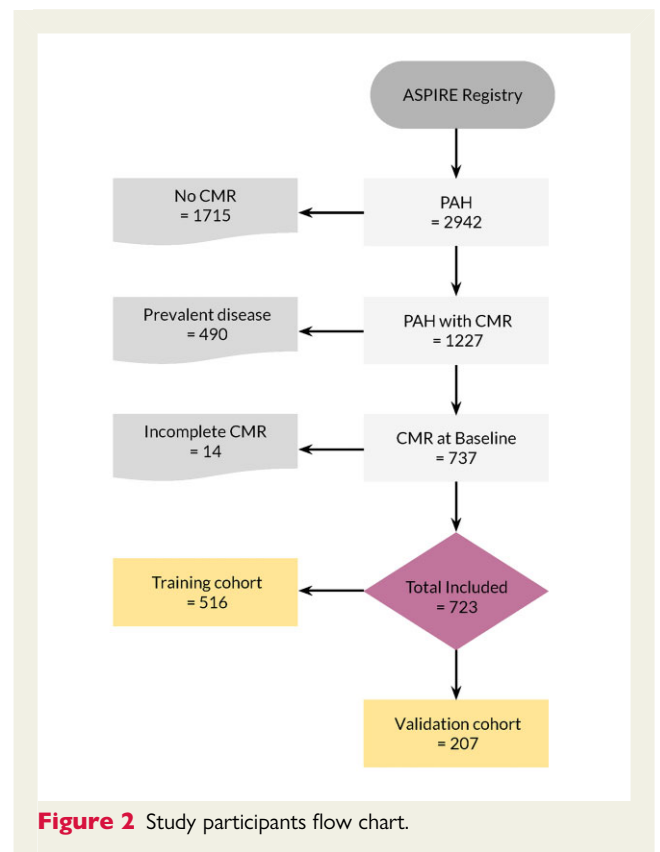 ASPIRE Registry
No CMR
= 1715
PAH
= 2942
Prevalent disease
= 490
PAH with CMR
= 1227
Incomplete CMR
= 14
CMR at Baseline
= 737
Training cohort
= 516
Total Included
= 723
Validation cohort
= 207
Figure 2 Study participants flow chart.